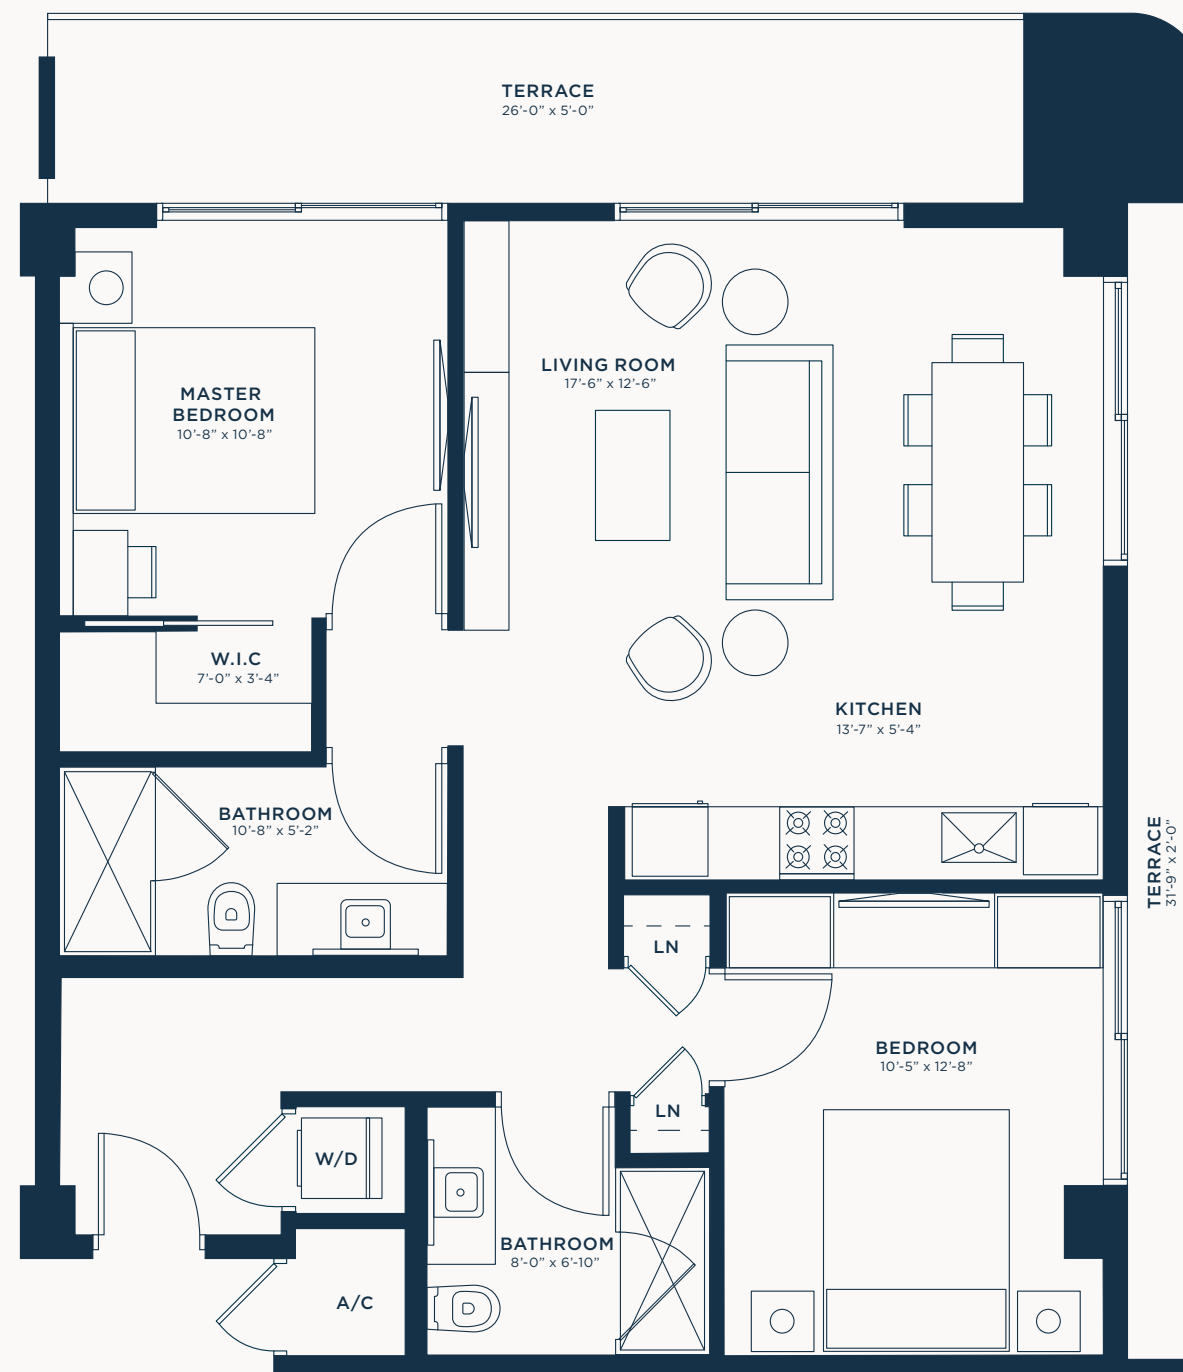 TERRACE
26’-0” x 5’-0”
LIVING ROOM
17’-6” x 12’-6”
MASTER
BEDROOM
10’-8” x 10’-8”
W.I.C
7’-0” x 3’-4”
KITCHEN
13’-7” x 5’-4”
BATHROOM
10’-8” x 5’-2”
TERRACE
31’-9” x 2’-0”
LN
BEDROOM
10’-5” x 12’-8”
LN
W/D
BATHROOM
8’-0” x 6’-10”
A/C